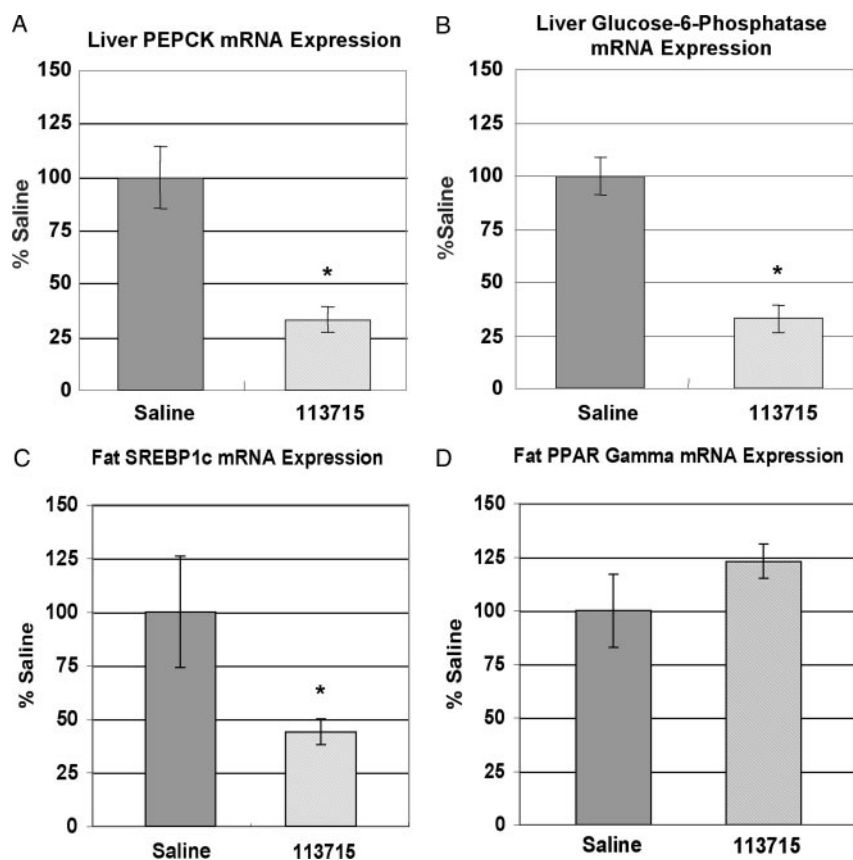 A
Liver PEPCK mRNA Expression
150
125
100
75
50
25
0
% Saline
*
Saline 113715
B
Liver Glucose-6-Phosphatase
mRNA Expression
150
125
100
75
50
25
0
%Saline
*
Saline 113715
C
Fat SREBP1c mRNA Expression
150
125
100
75
50
25
0
% Saline
*
Saline 113715
D
Fat PPAR Gamma mRNA Expression
150
125
100
75
50
25
0
% Saline
Saline 113715